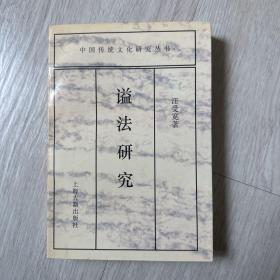 中国传统文化研究丛书
汪受宽著
谥法研究
上海古籍出版社